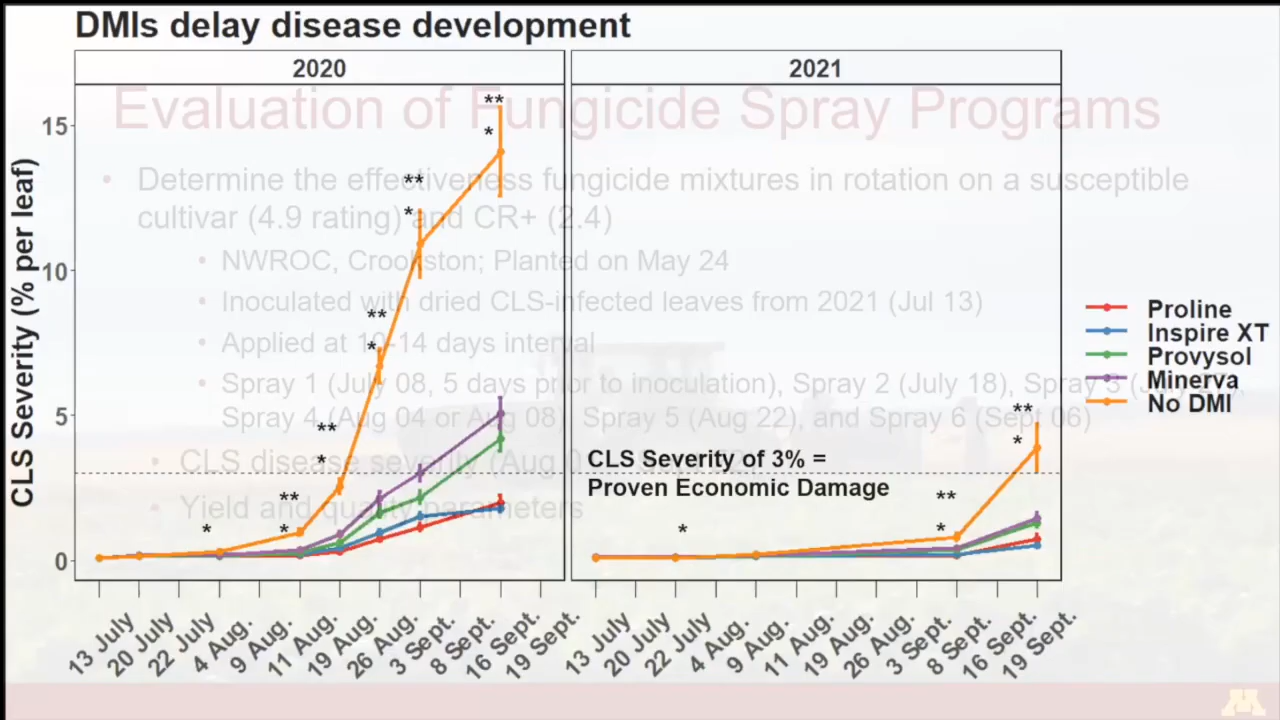 DMIs delay disease development
2020
2021
Evaluation of Fungicide Spray Programs
• Determine the effectiveness fungicide mixtures in rotation on a susceptible
cultivar (4.9 rating) and CR+ (2.4)
• NWROC, Crookston; Planted on May 24
• Inoculated with dried CLS-infected leaves from 2021 (Jul 13)
• Applied at 10-14 days interval
• Spray 1 (July 0, 5 days prior to inoculation), Spray 2 (July 18), Spray 3
Spray 4 (Aug 04 or Aug 08), Spray 5 (Aug 22), and Spray 6 (Sept 06)
• CLS disease severity (Aug
• Yield and quality parameters
CLS Severity (% per leaf)
15
10
5
0
** * ** * ** * ** * ** * *
* ** * ** *
CLS Severity of 3% =
Proven Economic Damage
Proline
Inspire XT
Provysol
Minerva
No DMI
13 July 20 July 22 July 4 Aug. 9 Aug. 11 Aug. 19 Aug. 26 Aug. 3 Sept. 8 Sept. 16 Sept. 19 Sept.
13 July 20 July 22 July 4 Aug. 9 Aug. 11 Aug. 19 Aug. 26 Aug. 3 Sept. 8 Sept. 16 Sept. 19 Sept.
M